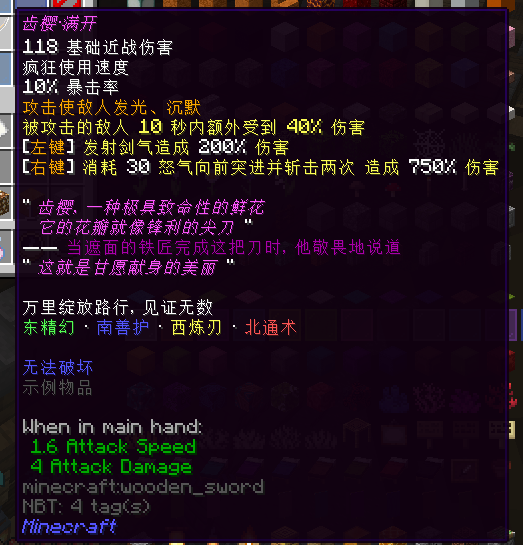 齿樱·满开
118 基础近战伤害
疯狂使用速度
10% 暴击率
攻击使敌人发光、沉默
被攻击的敌人 10 秒内额外受到 40% 伤害
[左键] 发射剑气造成 200% 伤害
[右键] 消耗 30 怒气向前突进并斩击两次 造成 750% 伤害
" 齿樱,一种极具致命性的鲜花
它的花瓣就像锋利的尖刀 "
—— 当遮面的铁匠完成这把刀时,他敬畏地说道
" 这就是甘愿献身的美丽 "
万里绽放路行,见证无数
东精幻 · 南善护 · 西炼刃 · 北通术
无法破坏
示例物品
When in main hand:
1.6 Attack Speed
4 Attack Damage
minecraft:wooden_sword
NBT: 4 tag(s)
Minecraft